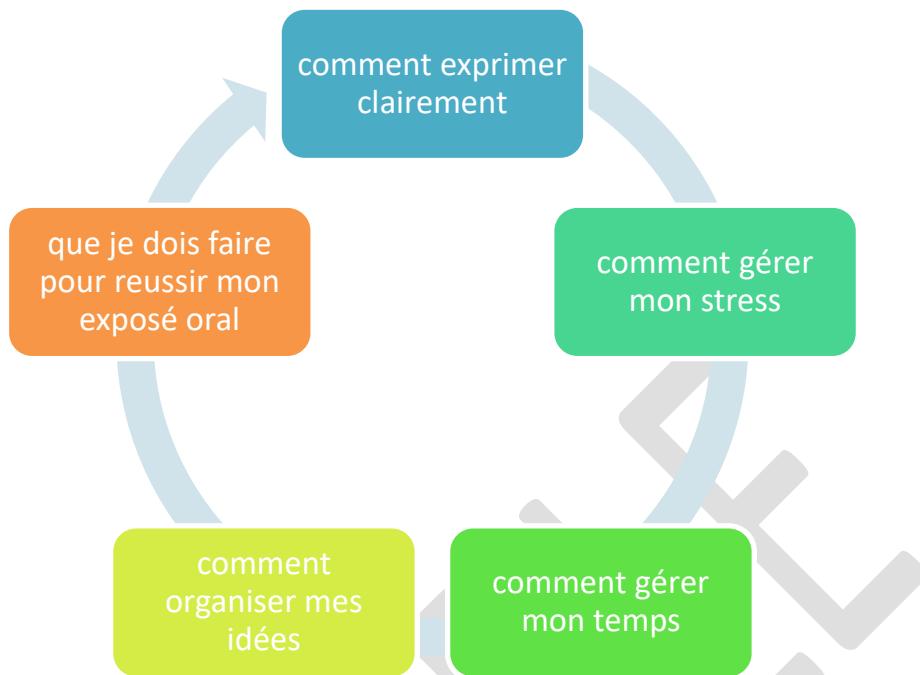 comment exprimer
clairement
que je dois faire
pour reussir mon
exposé oral
comment gérer
mon stress
comment
organiser mes
idées
comment gérer
mon temps